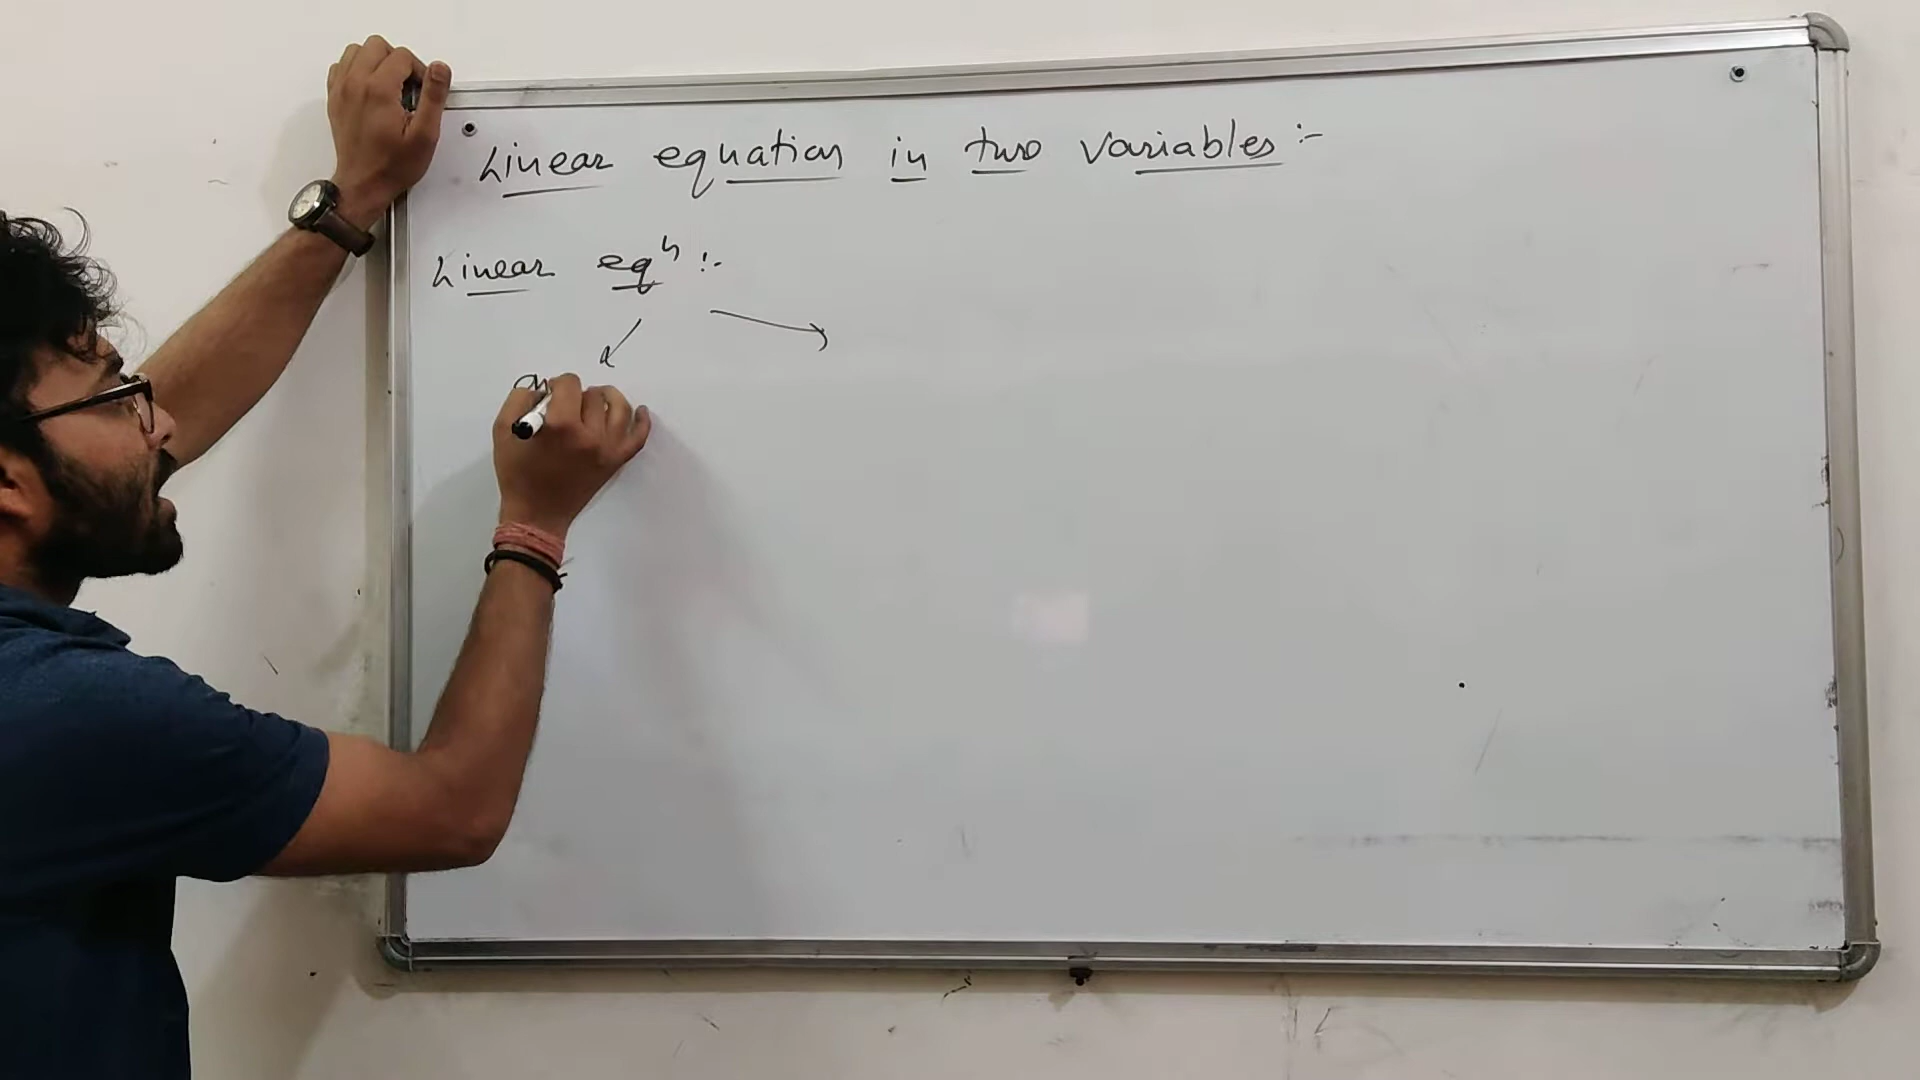 Linear equation in two variables :-
Linear eqⁿ :-